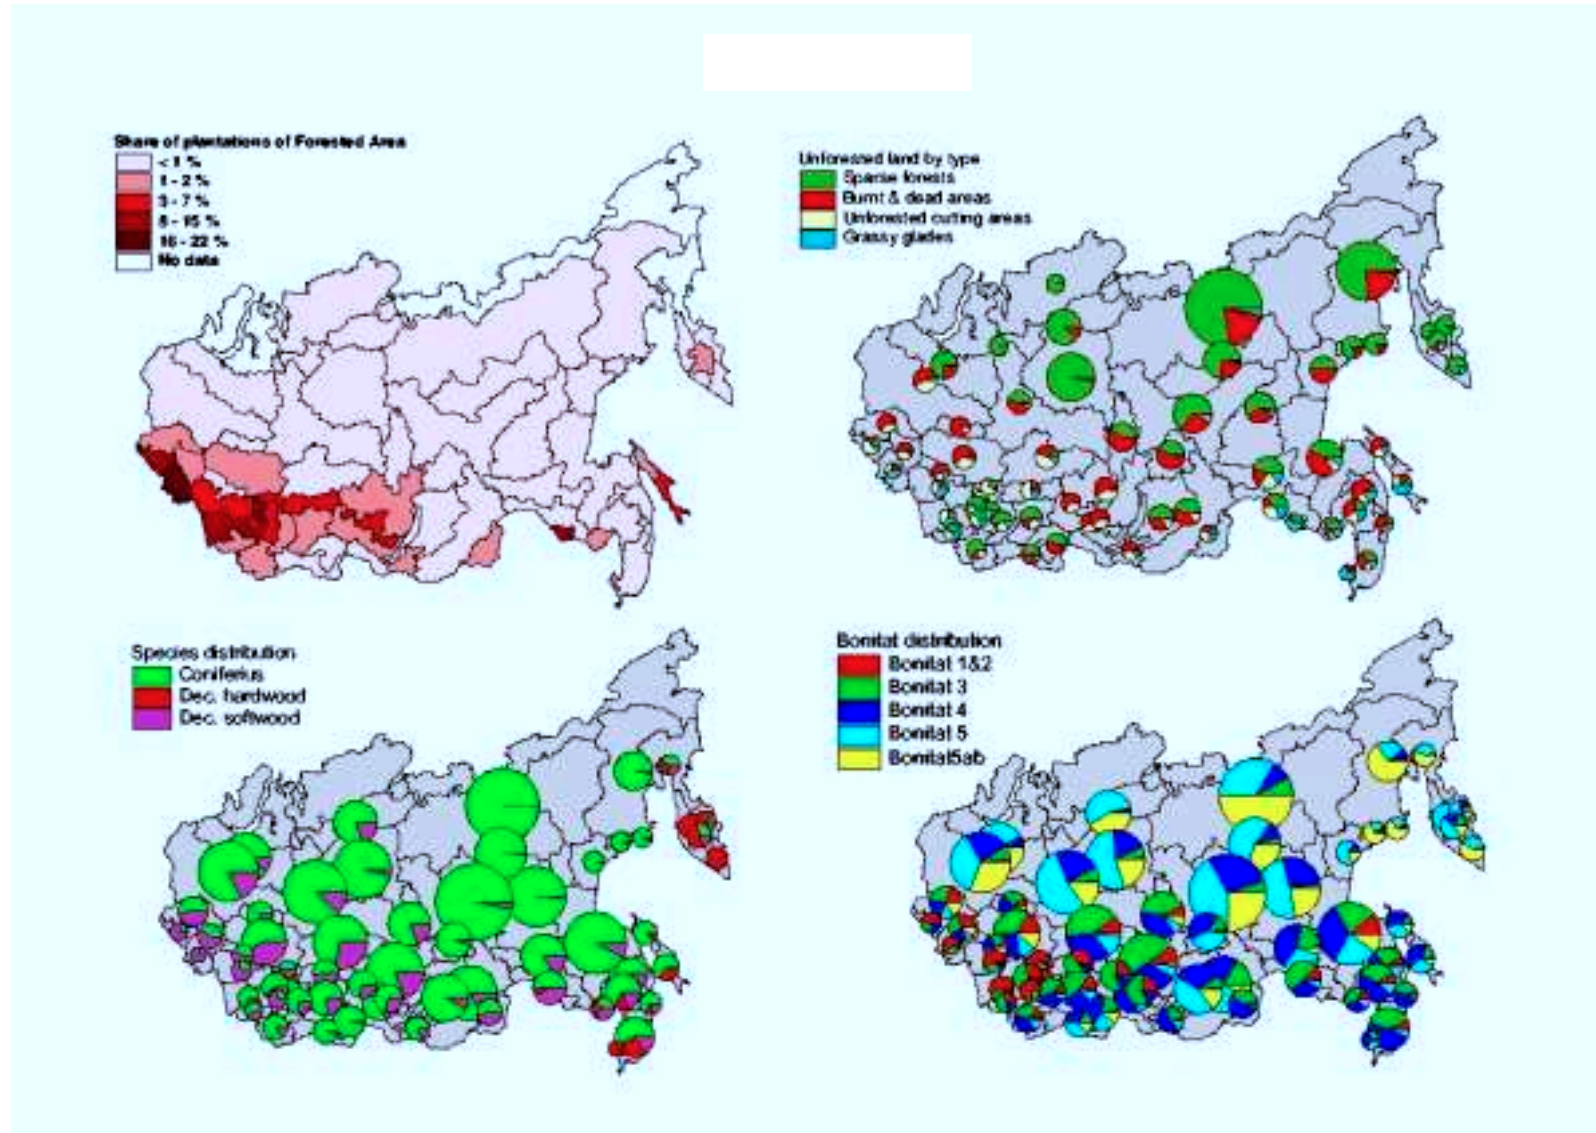 Share of plantations of Forested Area
< 1 %
1 - 2 %
3 - 7 %
8 - 15 %
16 - 22 %
No data
Unforested land by type
Sparse forests
Burnt & dead areas
Unforested cutting areas
Grassy glades
Species distribution
Coniferius
Dec. hardwood
Dec. softwood
Bonitat distribution
Bonitat 1&2
Bonitat 3
Bonitat 4
Bonitat 5
Bonitat5ab